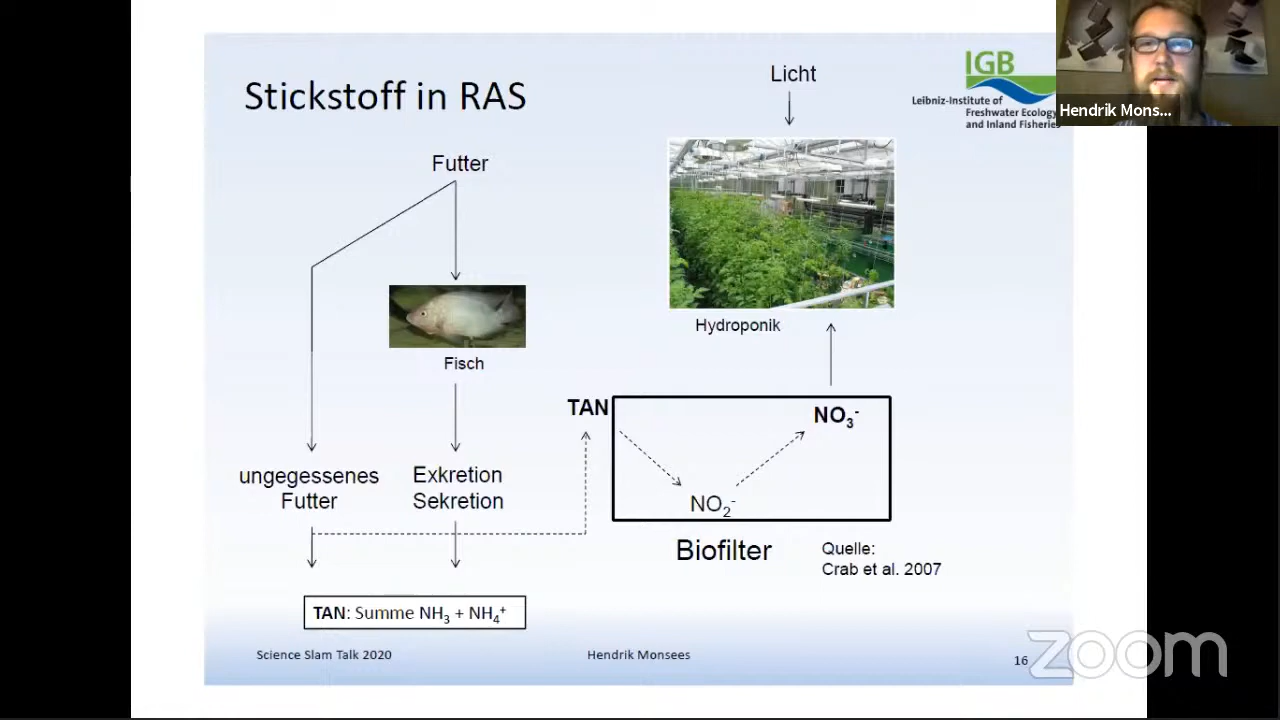 Stickstoff in RAS
Licht
IGB
Leibniz-Institute of
Freshwater Ecology
and Inland Fisheries
Hendrik Mons...
Futter
Fisch
Hydroponik
TAN
NO₃⁻
NO₂⁻
ungegessenes
Futter
Exkretion
Sekretion
Biofilter
Quelle:
Crab et al. 2007
TAN: Summe NH₃ + NH₄⁺
Science Slam Talk 2020
Hendrik Monsees
16
zoom